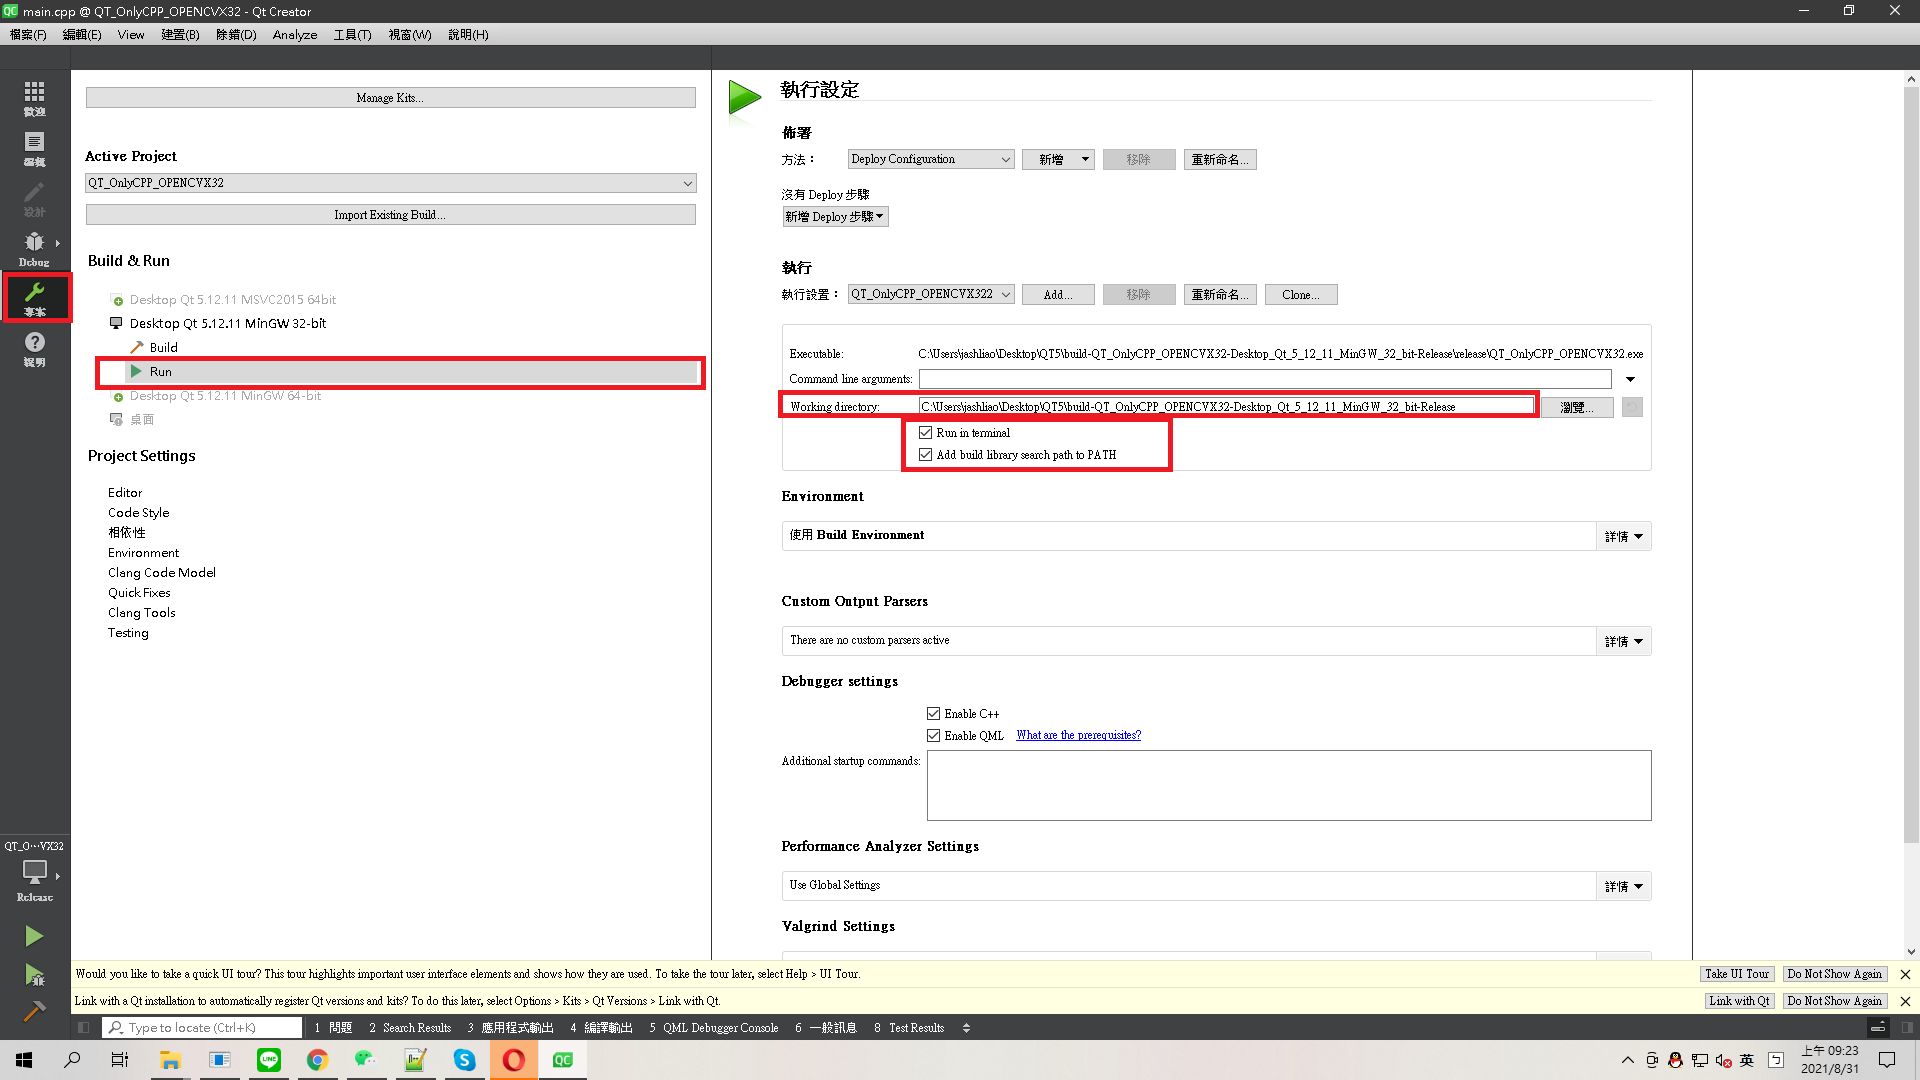 main.cpp @ QT_OnlyCPP_OPENCVX32 - Qt Creator
檔案(F) 編輯(E) View 建置(B) 除錯(D) Analyze 工具(T) 視窗(W) 說明(H)
歡迎
編輯
設計
Debug
專案
說明
QT_O···VX32
Release
Manage Kits...
Active Project
QT_OnlyCPP_OPENCVX32
Import Existing Build...
Build & Run
Desktop Qt 5.12.11 MSVC2015 64bit
Desktop Qt 5.12.11 MinGW 32-bit
Build
Run
Desktop Qt 5.12.11 MinGW 64-bit
桌面
Project Settings
Editor
Code Style
相依性
Environment
Clang Code Model
Quick Fixes
Clang Tools
Testing
執行設定
佈署
方法： Deploy Configuration 新增 移除 重新命名...
沒有 Deploy 步驟
新增 Deploy 步驟
執行
執行設置： QT_OnlyCPP_OPENCVX322 Add... 移除 重新命名... Clone...
Executable: C:\Users\jashliao\Desktop\QT5\build-QT_OnlyCPP_OPENCVX32-Desktop_Qt_5_12_11_MinGW_32_bit-Release\release\QT_OnlyCPP_OPENCVX32.exe
Command line arguments:
Working directory: C:\Users\jashliao\Desktop\QT5\build-QT_OnlyCPP_OPENCVX32-Desktop_Qt_5_12_11_MinGW_32_bit-Release 瀏覽...
Run in terminal
Add build library search path to PATH
Environment
使用 Build Environment 詳情
Custom Output Parsers
There are no custom parsers active 詳情
Debugger settings
Enable C++
Enable QML What are the prerequisites?
Additional startup commands:
Performance Analyzer Settings
Use Global Settings 詳情
Valgrind Settings
Would you like to take a quick UI tour? This tour highlights important user interface elements and shows how they are used. To take the tour later, select Help > UI Tour. Take UI Tour Do Not Show Again
Link with a Qt installation to automatically register Qt versions and kits? To do this later, select Options > Kits > Qt Versions > Link with Qt. Link with Qt Do Not Show Again
Type to locate (Ctrl+K) 1 問題 2 Search Results 3 應用程式輸出 4 編譯輸出 5 QML Debugger Console 6 一般訊息 8 Test Results
英 上午 09:23
2021/8/31